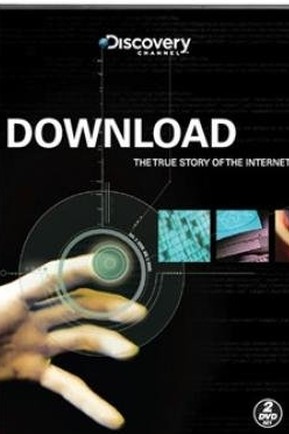 Discovery
CHANNEL
DOWNLOAD
THE TRUE STORY OF THE INTERNET
2
DVD
SET